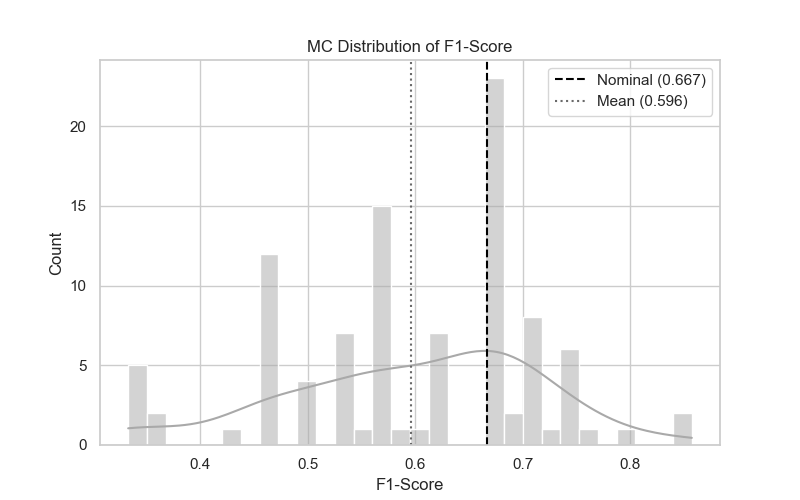 MC Distribution of F1-Score
Nominal (0.667)
Mean (0.596)
Count
20
15
10
5
0
0.4 0.5 0.6 0.7 0.8
F1-Score